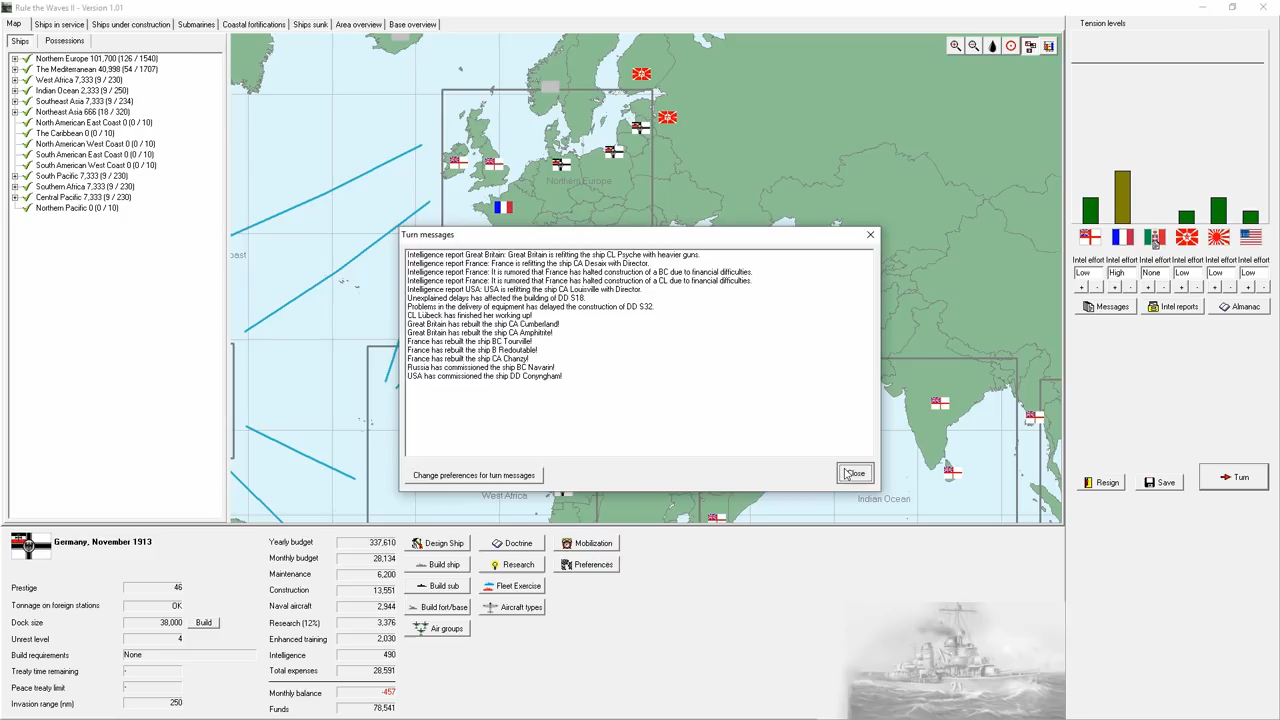 Rule the Waves II - Version 1.01
Map
Ships in service
Ships under construction
Submarines
Coastal fortifications
Ships sunk
Area overview
Base overview
Ships
Possessions
Northern Europe 101,700 (126 / 1540)
The Mediterranean 40,998 (54 / 1707)
West Africa 7,333 (9 / 230)
Indian Ocean 2,333 (9 / 250)
Southeast Asia 7,333 (9 / 234)
Northeast Asia 666 (18 / 320)
North American East Coast 0 (0 / 10)
The Caribbean 0 (0 / 10)
North American West Coast 0 (0 / 10)
South American East Coast 0 (0 / 10)
South American West Coast 0 (0 / 10)
South Pacific 7,333 (9 / 230)
Southern Africa 7,333 (9 / 230)
Central Pacific 7,333 (9 / 230)
Northern Pacific 0 (0 / 10)
Northern Europe
oast
West Africa
Indian Ocean
Turn messages
Intelligence report Great Britain: Great Britain is refitting the ship CL Psyche with heavier guns.
Intelligence report France: France is refitting the ship CA Desaix with Director.
Intelligence report France: It is rumored that France has halted construction of a BC due to financial difficulties.
Intelligence report France: It is rumored that France has halted construction of a CL due to financial difficulties.
Intelligence report USA: USA is refitting the ship CA Louisville with Director.
Unexplained delays has affected the building of DD S18.
Problems in the delivery of equipment has delayed the construction of DD S32.
CL Lübeck has finished her working up!
Great Britain has rebuilt the ship CA Cumberland!
Great Britain has rebuilt the ship CA Amphitrite!
France has rebuilt the ship BC Tourville!
France has rebuilt the ship B Redoutable!
France has rebuilt the ship CA Chanzy!
Russia has commissioned the ship BC Navarin!
USA has commissioned the ship DD Conyngham!
Change preferences for turn messages
Close
Tension levels
Intel effort Intel effort Intel effort Intel effort Intel effort Intel effort
Low High None Low Low Low
+ - + - + - + - + - + -
Messages
Intel reports
Almanac
Resign
Save
Turn
Germany, November 1913
Prestige 46
Tonnage on foreign stations OK
Dock size 38,000 Build
Unrest level 4
Build requirements None
Treaty time remaining -
Peace treaty limit -
Invasion range (nm) 250
Yearly budget 337,610
Monthly budget 28,134
Maintenance 6,200
Construction 13,551
Naval aircraft 2,944
Research (12%) 3,376
Enhanced training 2,030
Intelligence 490
Total expenses 28,591
Monthly balance -457
Funds 78,541
Design Ship
Doctrine
Mobilization
Build ship
Research
Preferences
Build sub
Fleet Exercise
Build fort/base
Aircraft types
Air groups